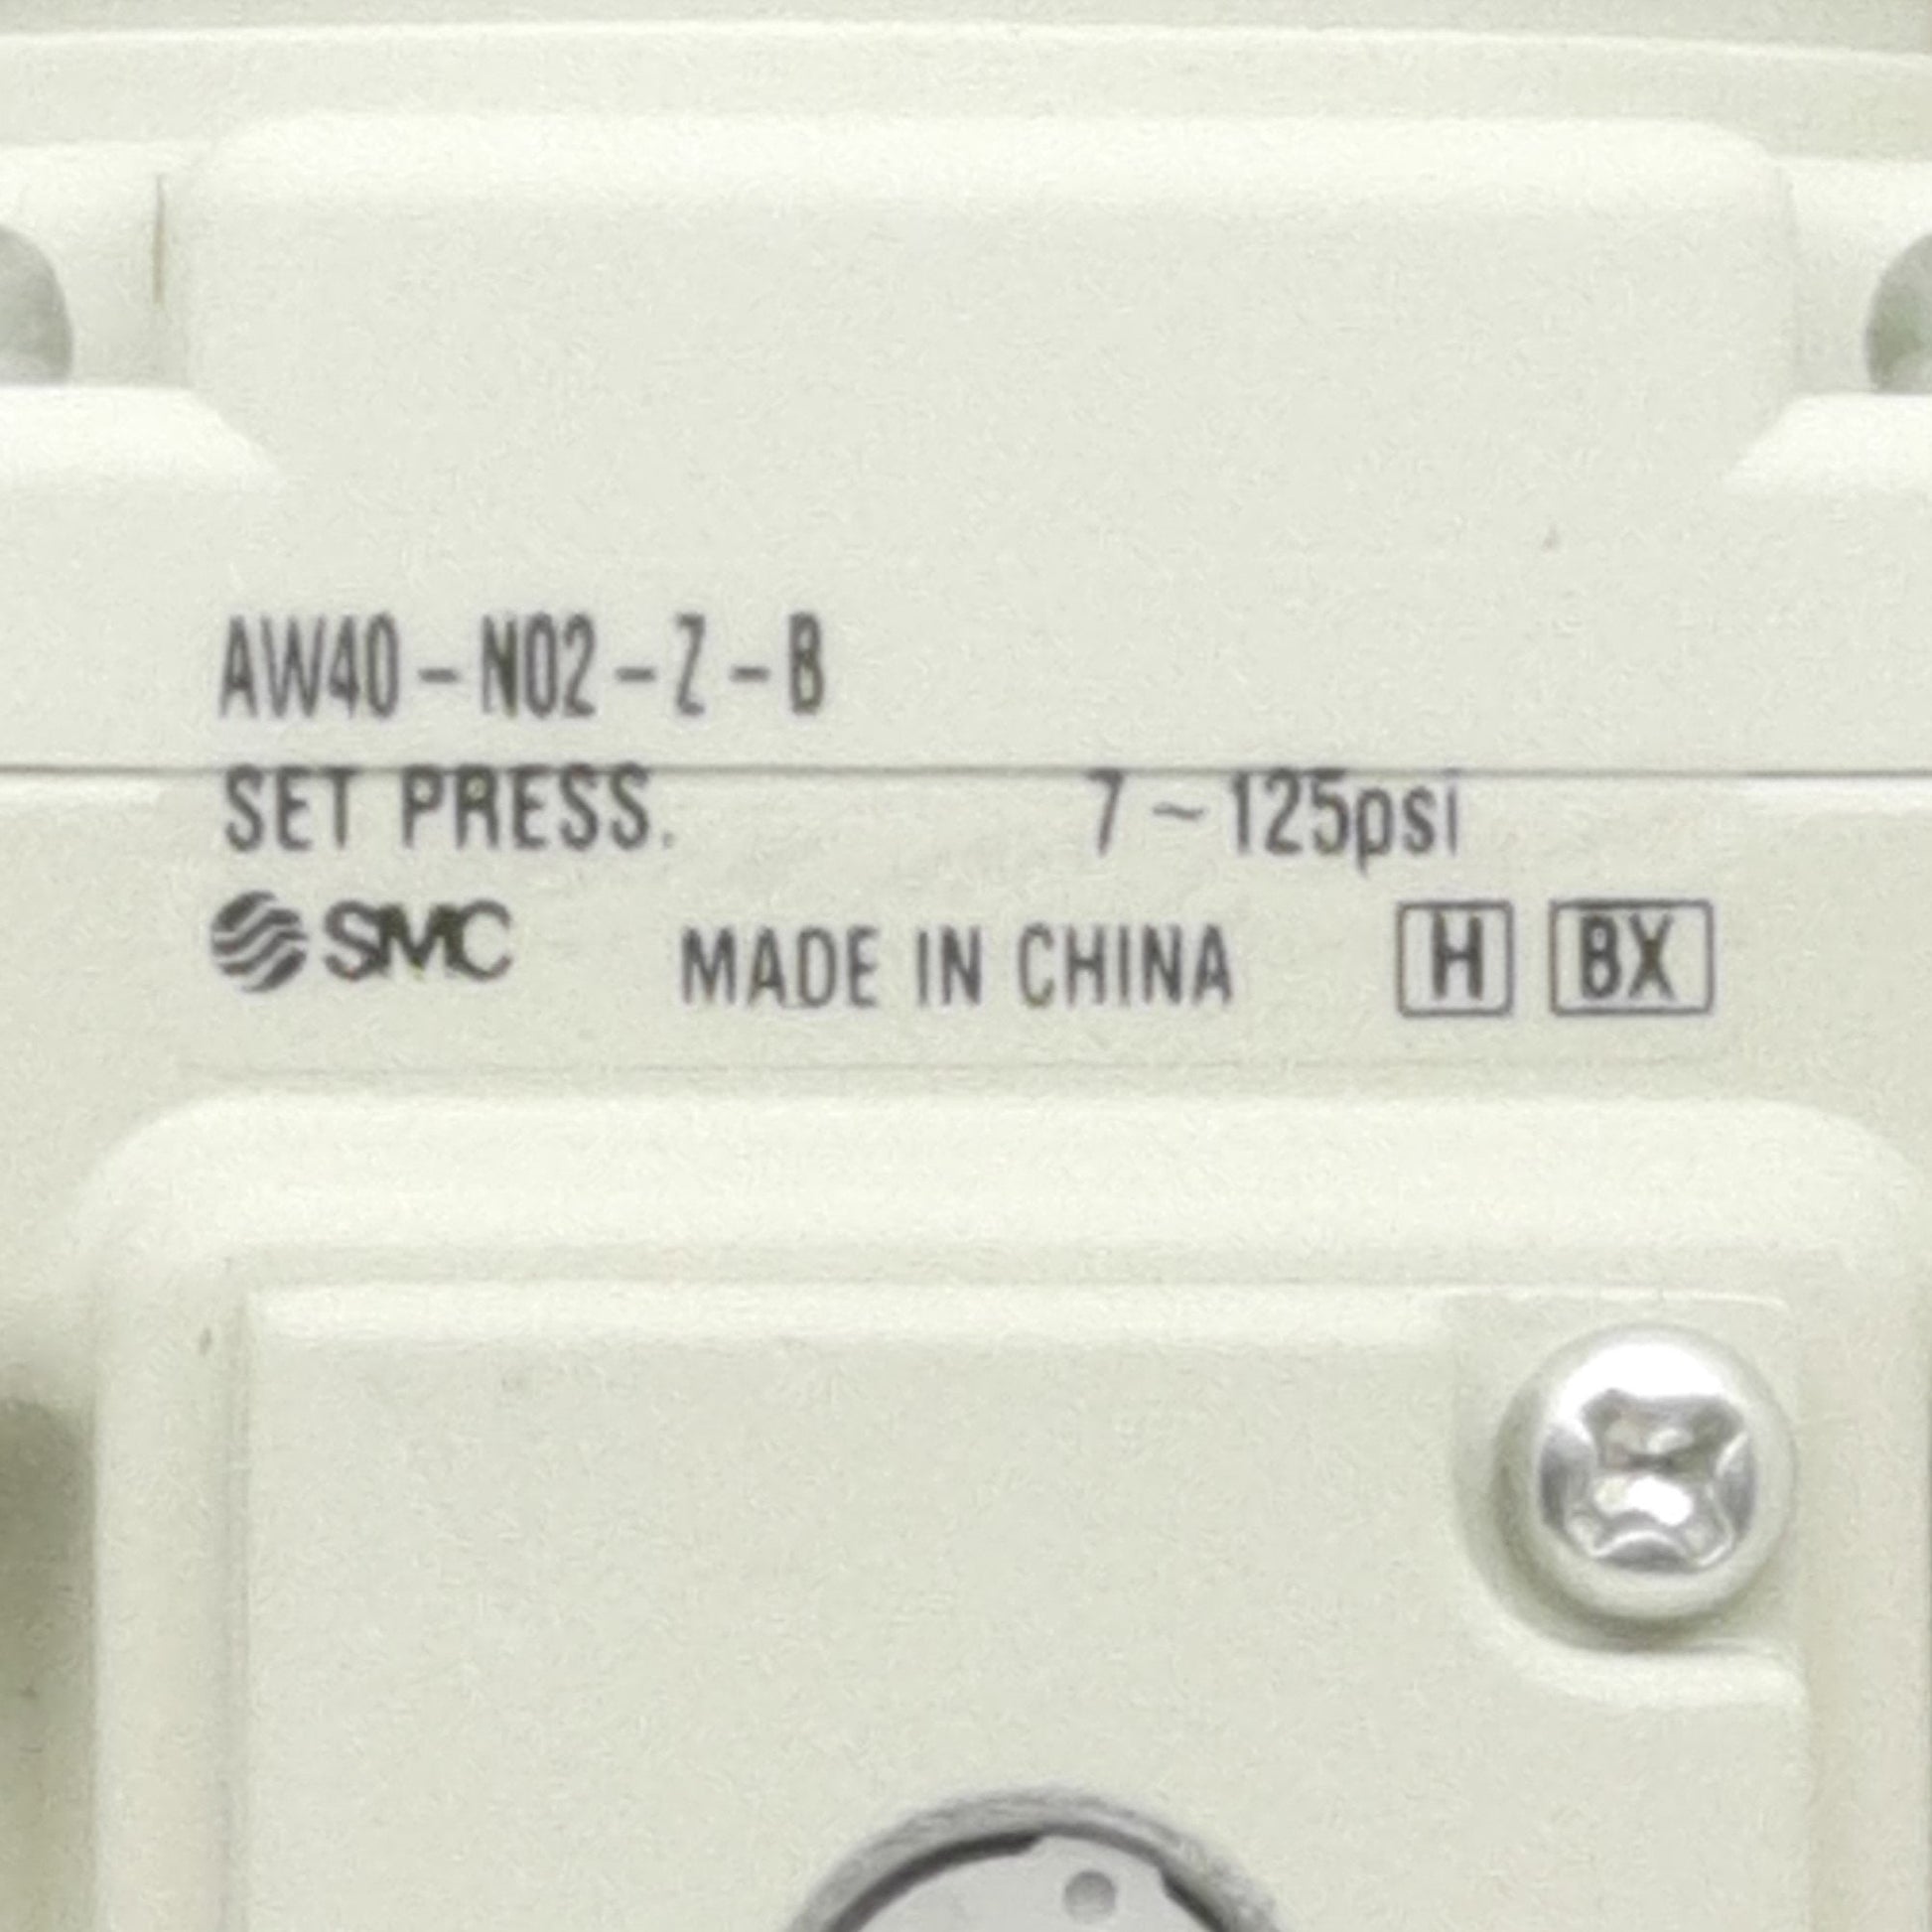 AW40-N02-Z-B
SET PRESS. 7~125psi
SMC MADE IN CHINA H BX